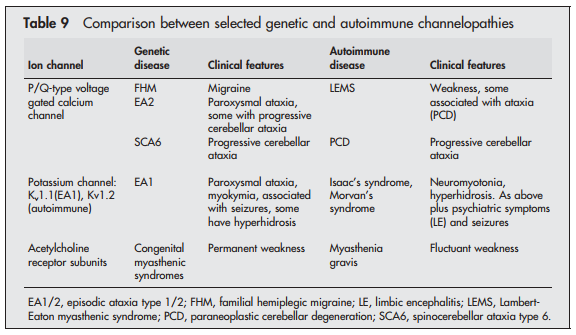 Table 9 Comparison between selected genetic and autoimmune channelopathies
Ion channel
Genetic
disease
Clinical features
Autoimmune
disease
Clinical features
P/Q-type voltage
gated calcium
channel
FHM
Migraine
LEMS
Weakness, some
associated with ataxia
(PCD)
EA2
Paroxysmal ataxia,
some with progressive
cerebellar ataxia
SCA6
Progressive cerebellar
ataxia
PCD
Progressive cerebellar
ataxia
Potassium channel:
Kv1.1(EA1), Kv1.2
(autoimmune)
EA1
Paroxysmal ataxia,
myokymia, associated
with seizures, some
have hyperhidrosis
Isaac's syndrome,
Morvan's
syndrome
Neuromyotonia,
hyperhidrosis. As above
plus psychiatric symptoms
(LE) and seizures
Acetylcholine
receptor subunits
Congenital
myasthenic
syndromes
Permanent weakness
Myasthenia
gravis
Fluctuant weakness
EA1/2, episodic ataxia type 1/2; FHM, familial hemiplegic migraine; LE, limbic encephalitis; LEMS, Lambert-
Eaton myasthenic syndrome; PCD, paraneoplastic cerebellar degeneration; SCA6, spinocerebellar ataxia type 6.